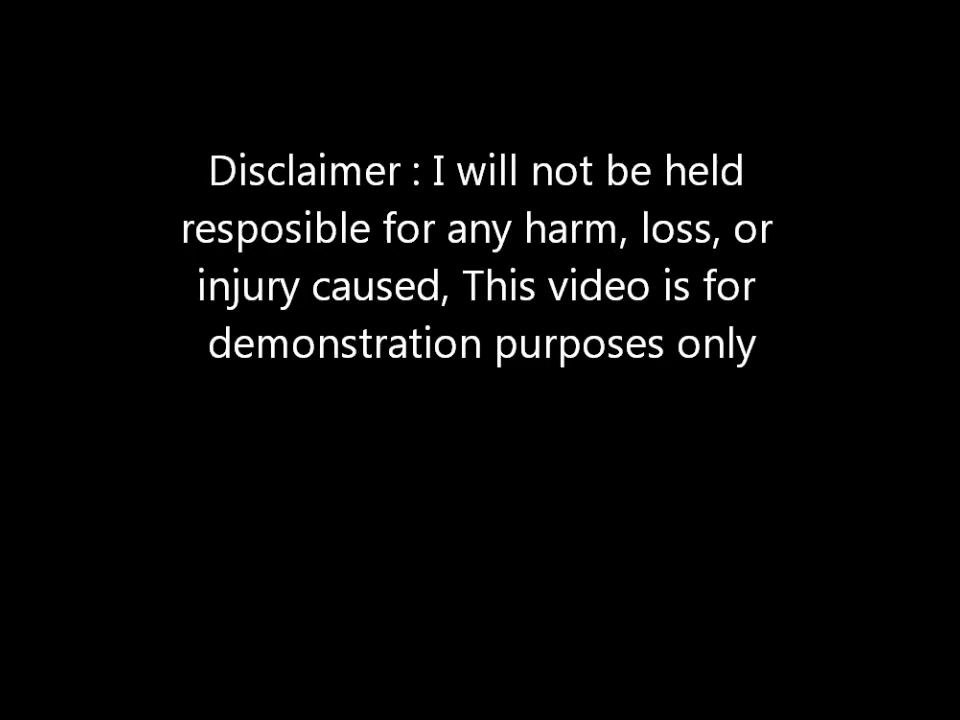 Disclaimer : I will not be held
resposible for any harm, loss, or
injury caused, This video is for
demonstration purposes only